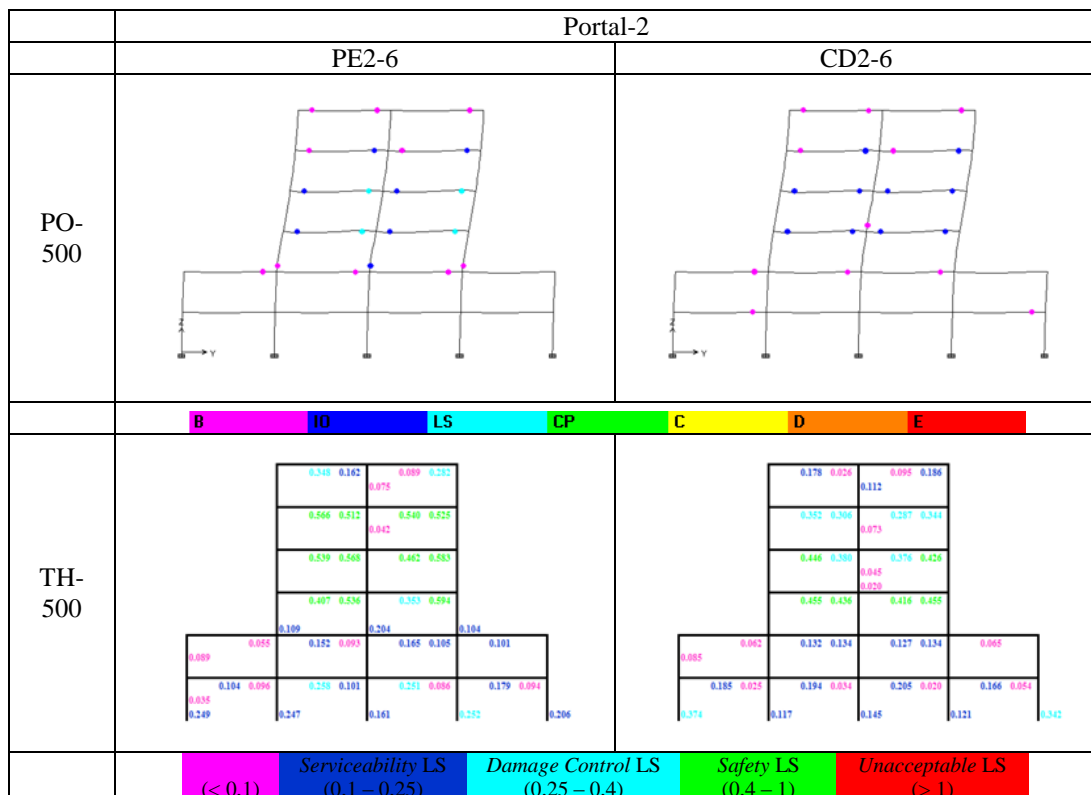 Portal-2
PE2-6 CD2-6
PO-
500
Z
Y
Z
Y
B IO LS CP C D E
TH-
500
0.348 0.162 0.089 0.282
0.075
0.566 0.512 0.540 0.525
0.042
0.539 0.568 0.462 0.583
0.407 0.536 0.353 0.594
0.109 0.204 0.104
0.055 0.152 0.093 0.165 0.105 0.101
0.089
0.104 0.096 0.258 0.101 0.251 0.086 0.179 0.094
0.035
0.249 0.247 0.161 0.252 0.206
0.178 0.026 0.095 0.186
0.112
0.352 0.306 0.287 0.344
0.073
0.446 0.380 0.376 0.426
0.045
0.020
0.455 0.436 0.416 0.455
0.062 0.132 0.134 0.127 0.134 0.065
0.085
0.185 0.025 0.194 0.034 0.205 0.020 0.166 0.054
0.374 0.117 0.145 0.121 0.342
Serviceability LS Damage Control LS Safety LS Unacceptable LS
(< 0.1) (0.1 – 0.25) (0.25 – 0.4) (0.4 – 1) (> 1)